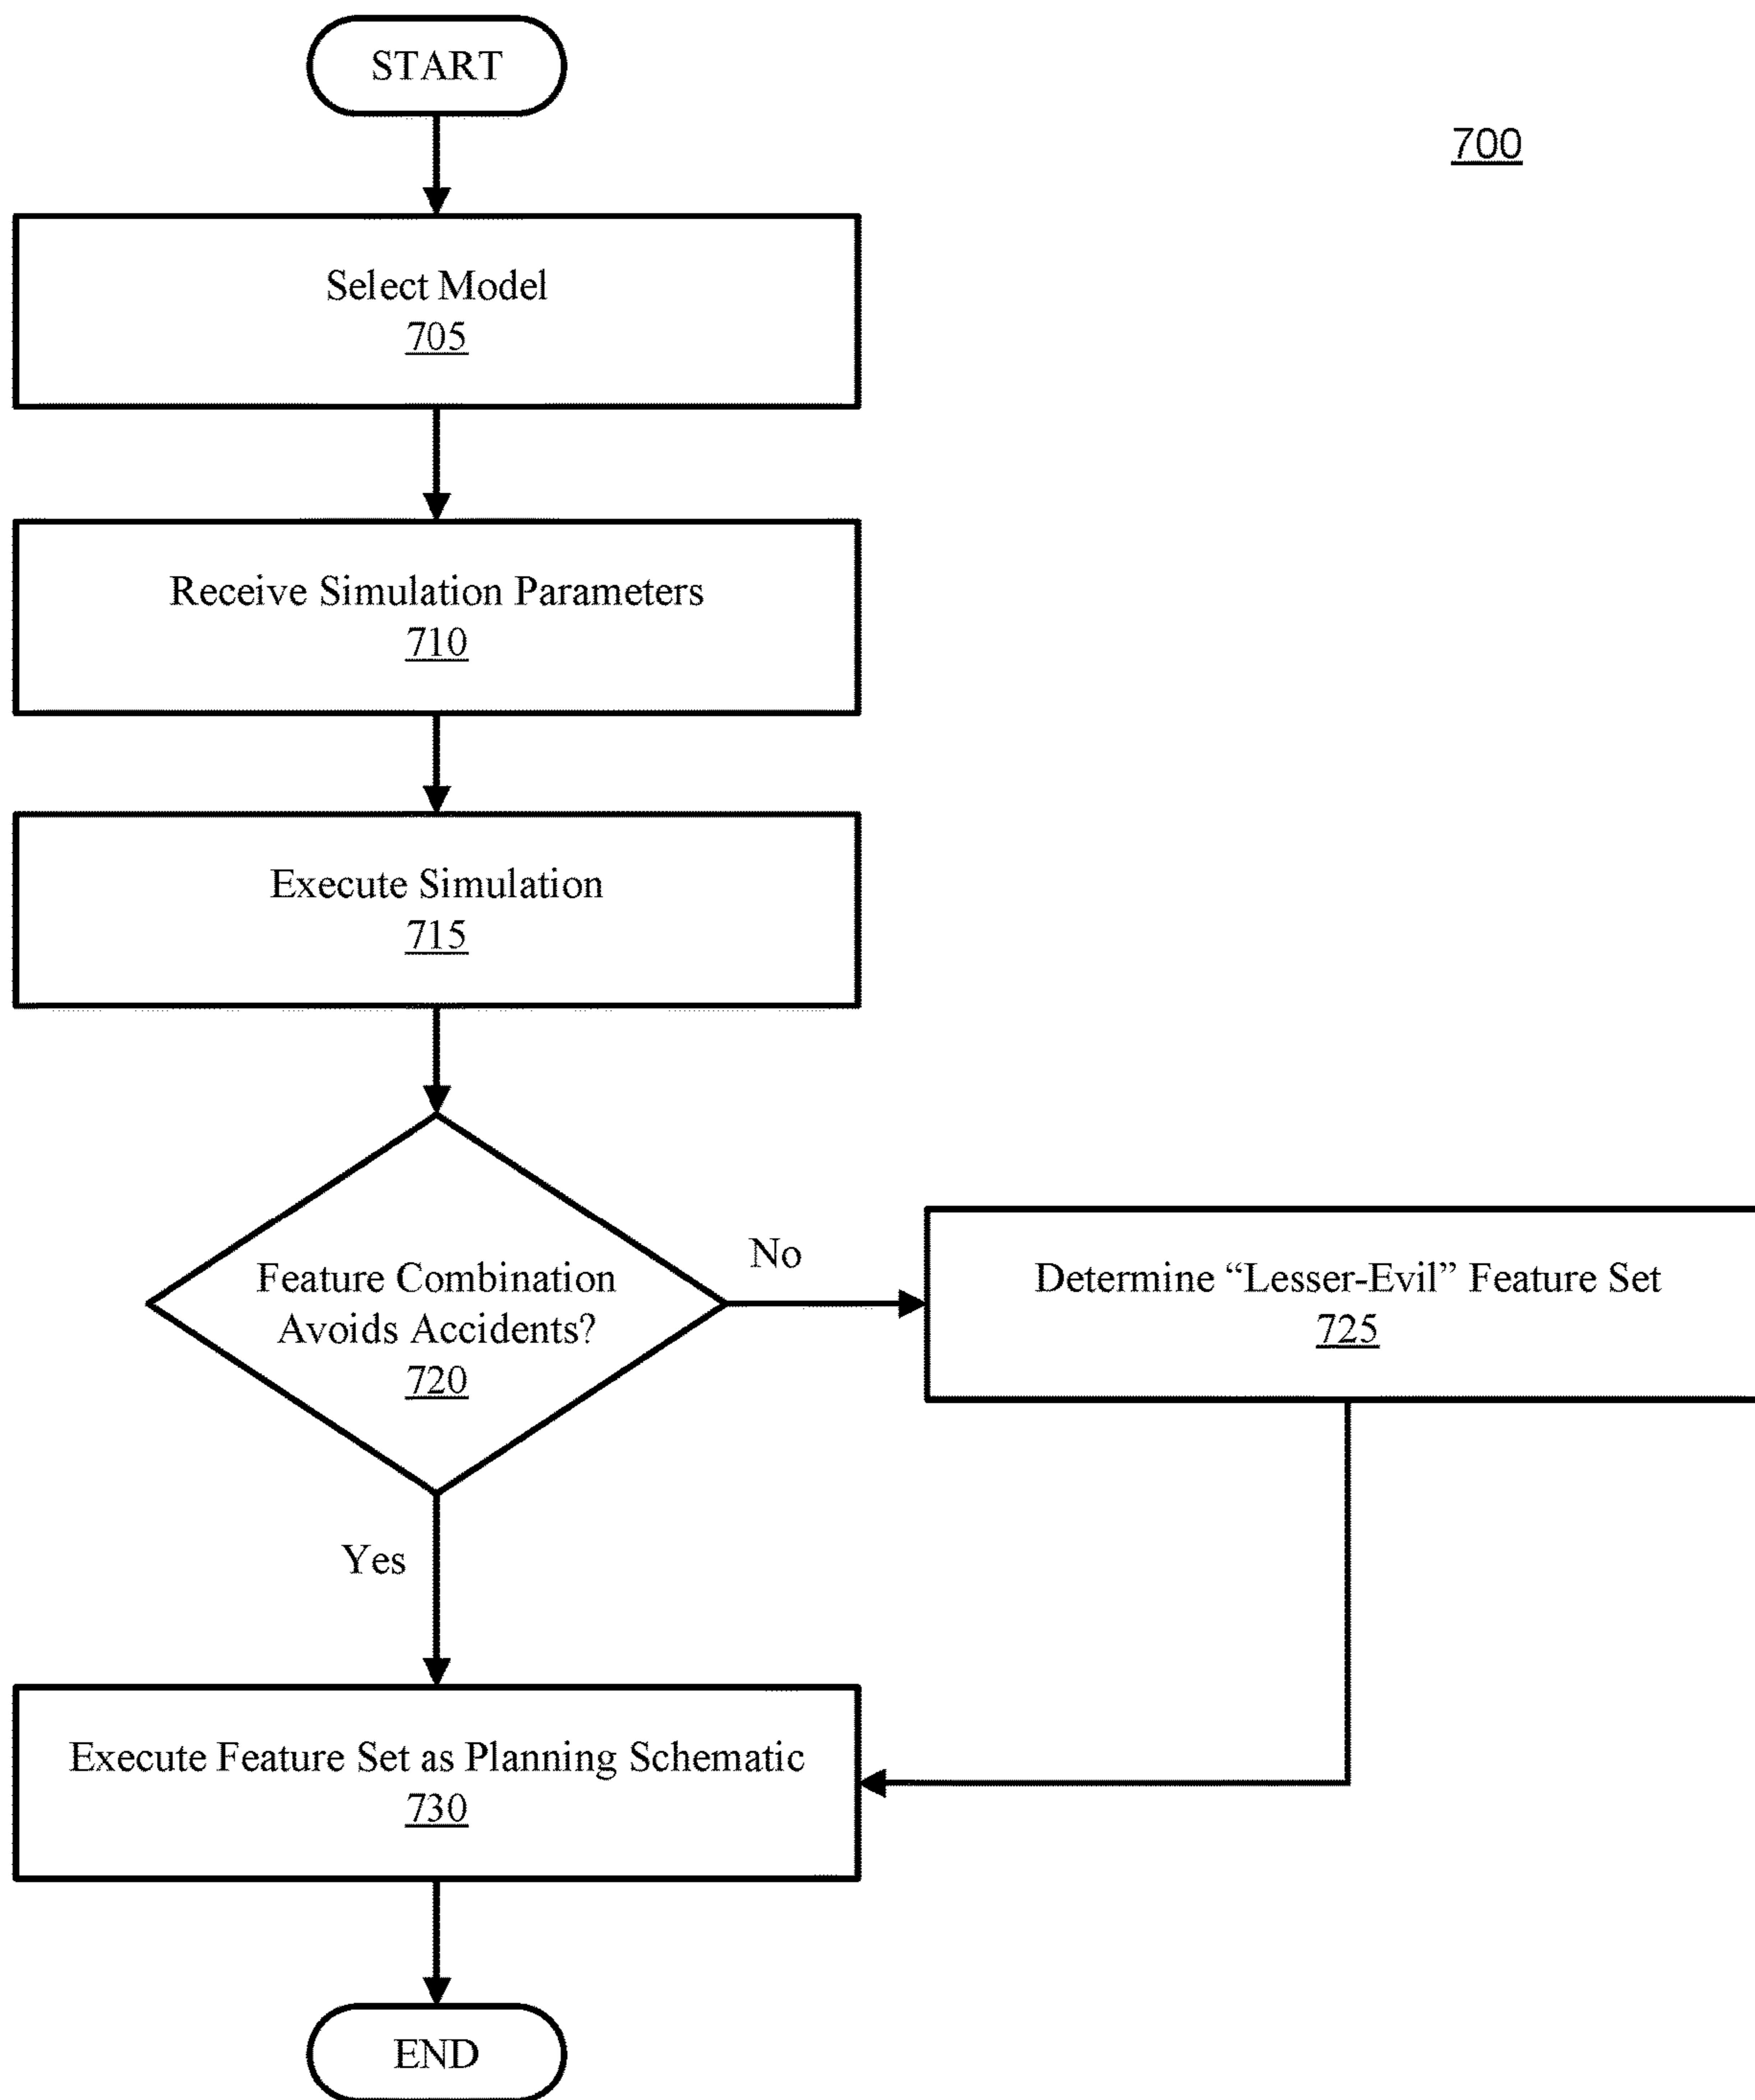 START
700
Select Model
705
Receive Simulation Parameters
710
Execute Simulation
715
Feature Combination
Avoids Accidents?
720
No
Determine “Lesser-Evil” Feature Set
725
Yes
Execute Feature Set as Planning Schematic
730
END